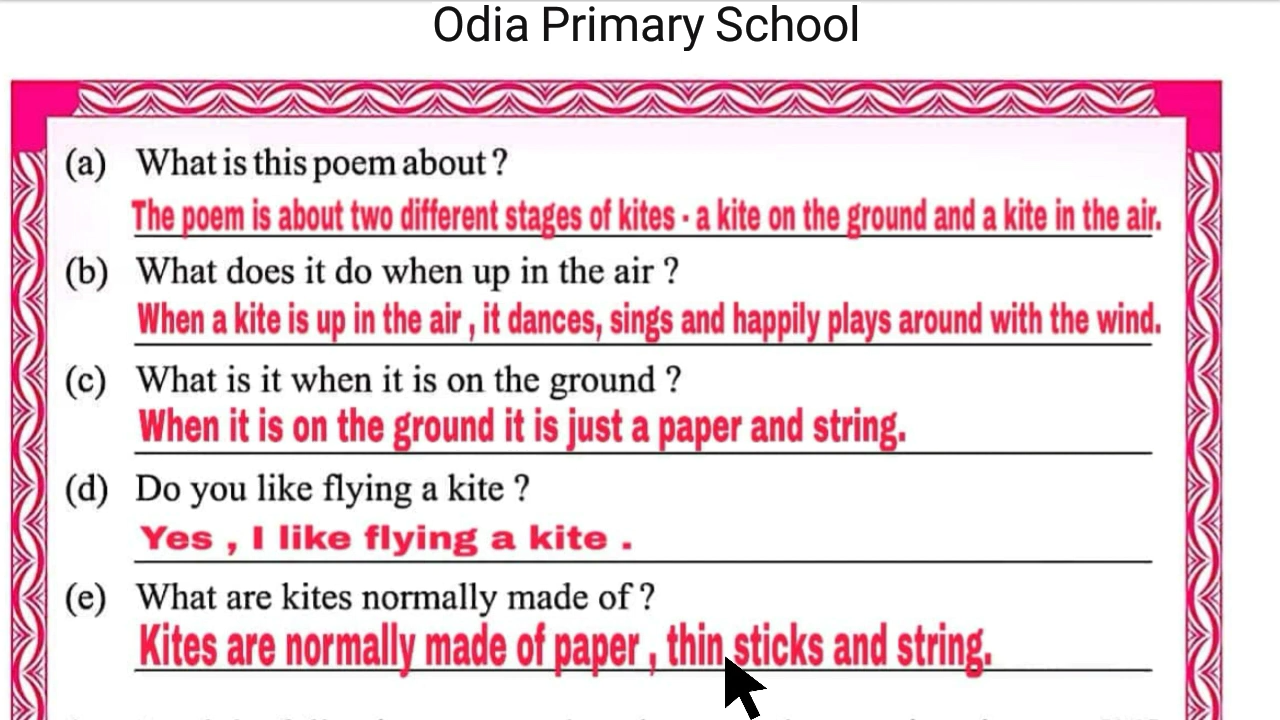 Odia Primary School
(a) What is this poem about ?
The poem is about two different stages of kites - a kite on the ground and a kite in the air.
(b) What does it do when up in the air ?
When a kite is up in the air , it dances, sings and happily plays around with the wind.
(c) What is it when it is on the ground ?
When it is on the ground it is just a paper and string.
(d) Do you like flying a kite ?
Yes , I like flying a kite .
(e) What are kites normally made of ?
Kites are normally made of paper , thin sticks and string.